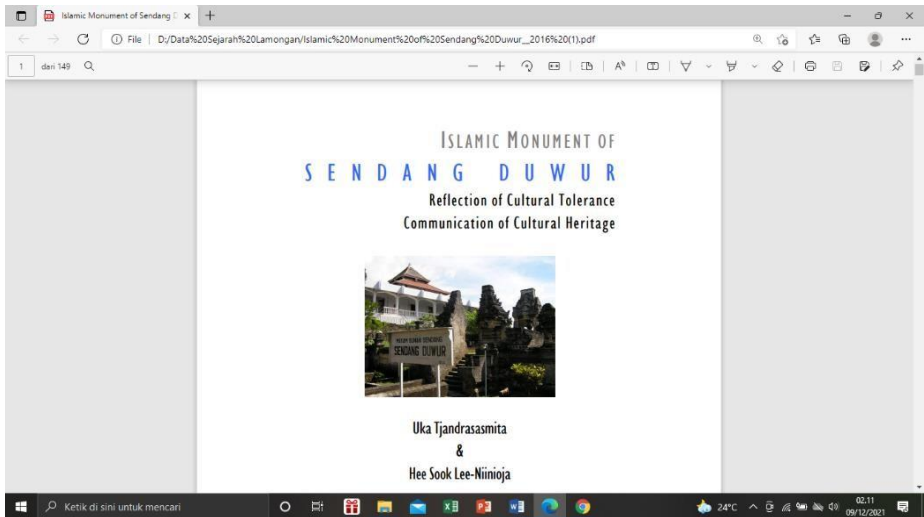 Islamic Monument of Sendang D
File
D:/Data%20Sejarah%20Lamongan/Islamic%20Monument%20of%20Sendang%20Duwur__2016%20(1).pdf
1 dari 149
ISLAMIC MONUMENT OF
SENDANG DUWUR
Reflection of Cultural Tolerance
Communication of Cultural Heritage
SENDANG DUWUR
Uka Tjandrasasmita
&
Hee Sook Lee-Niinioja
Ketik di sini untuk mencari
24°C
02.11
09/12/2021